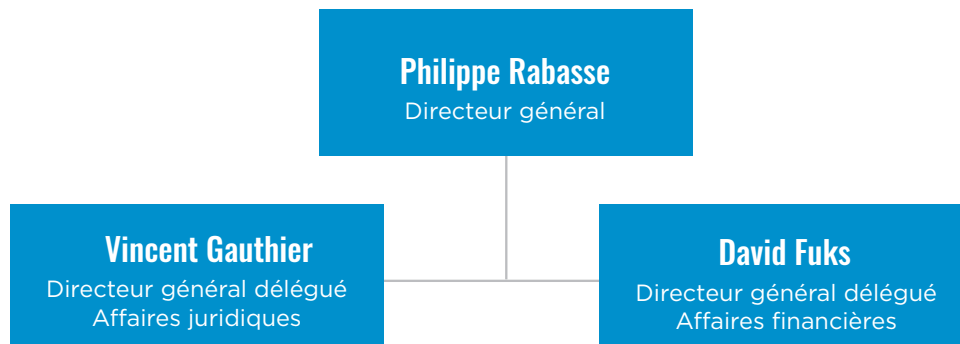 Philippe Rabasse
Directeur général
Vincent Gauthier
Directeur général délégué
Affaires juridiques
David Fuks
Directeur général délégué
Affaires financières